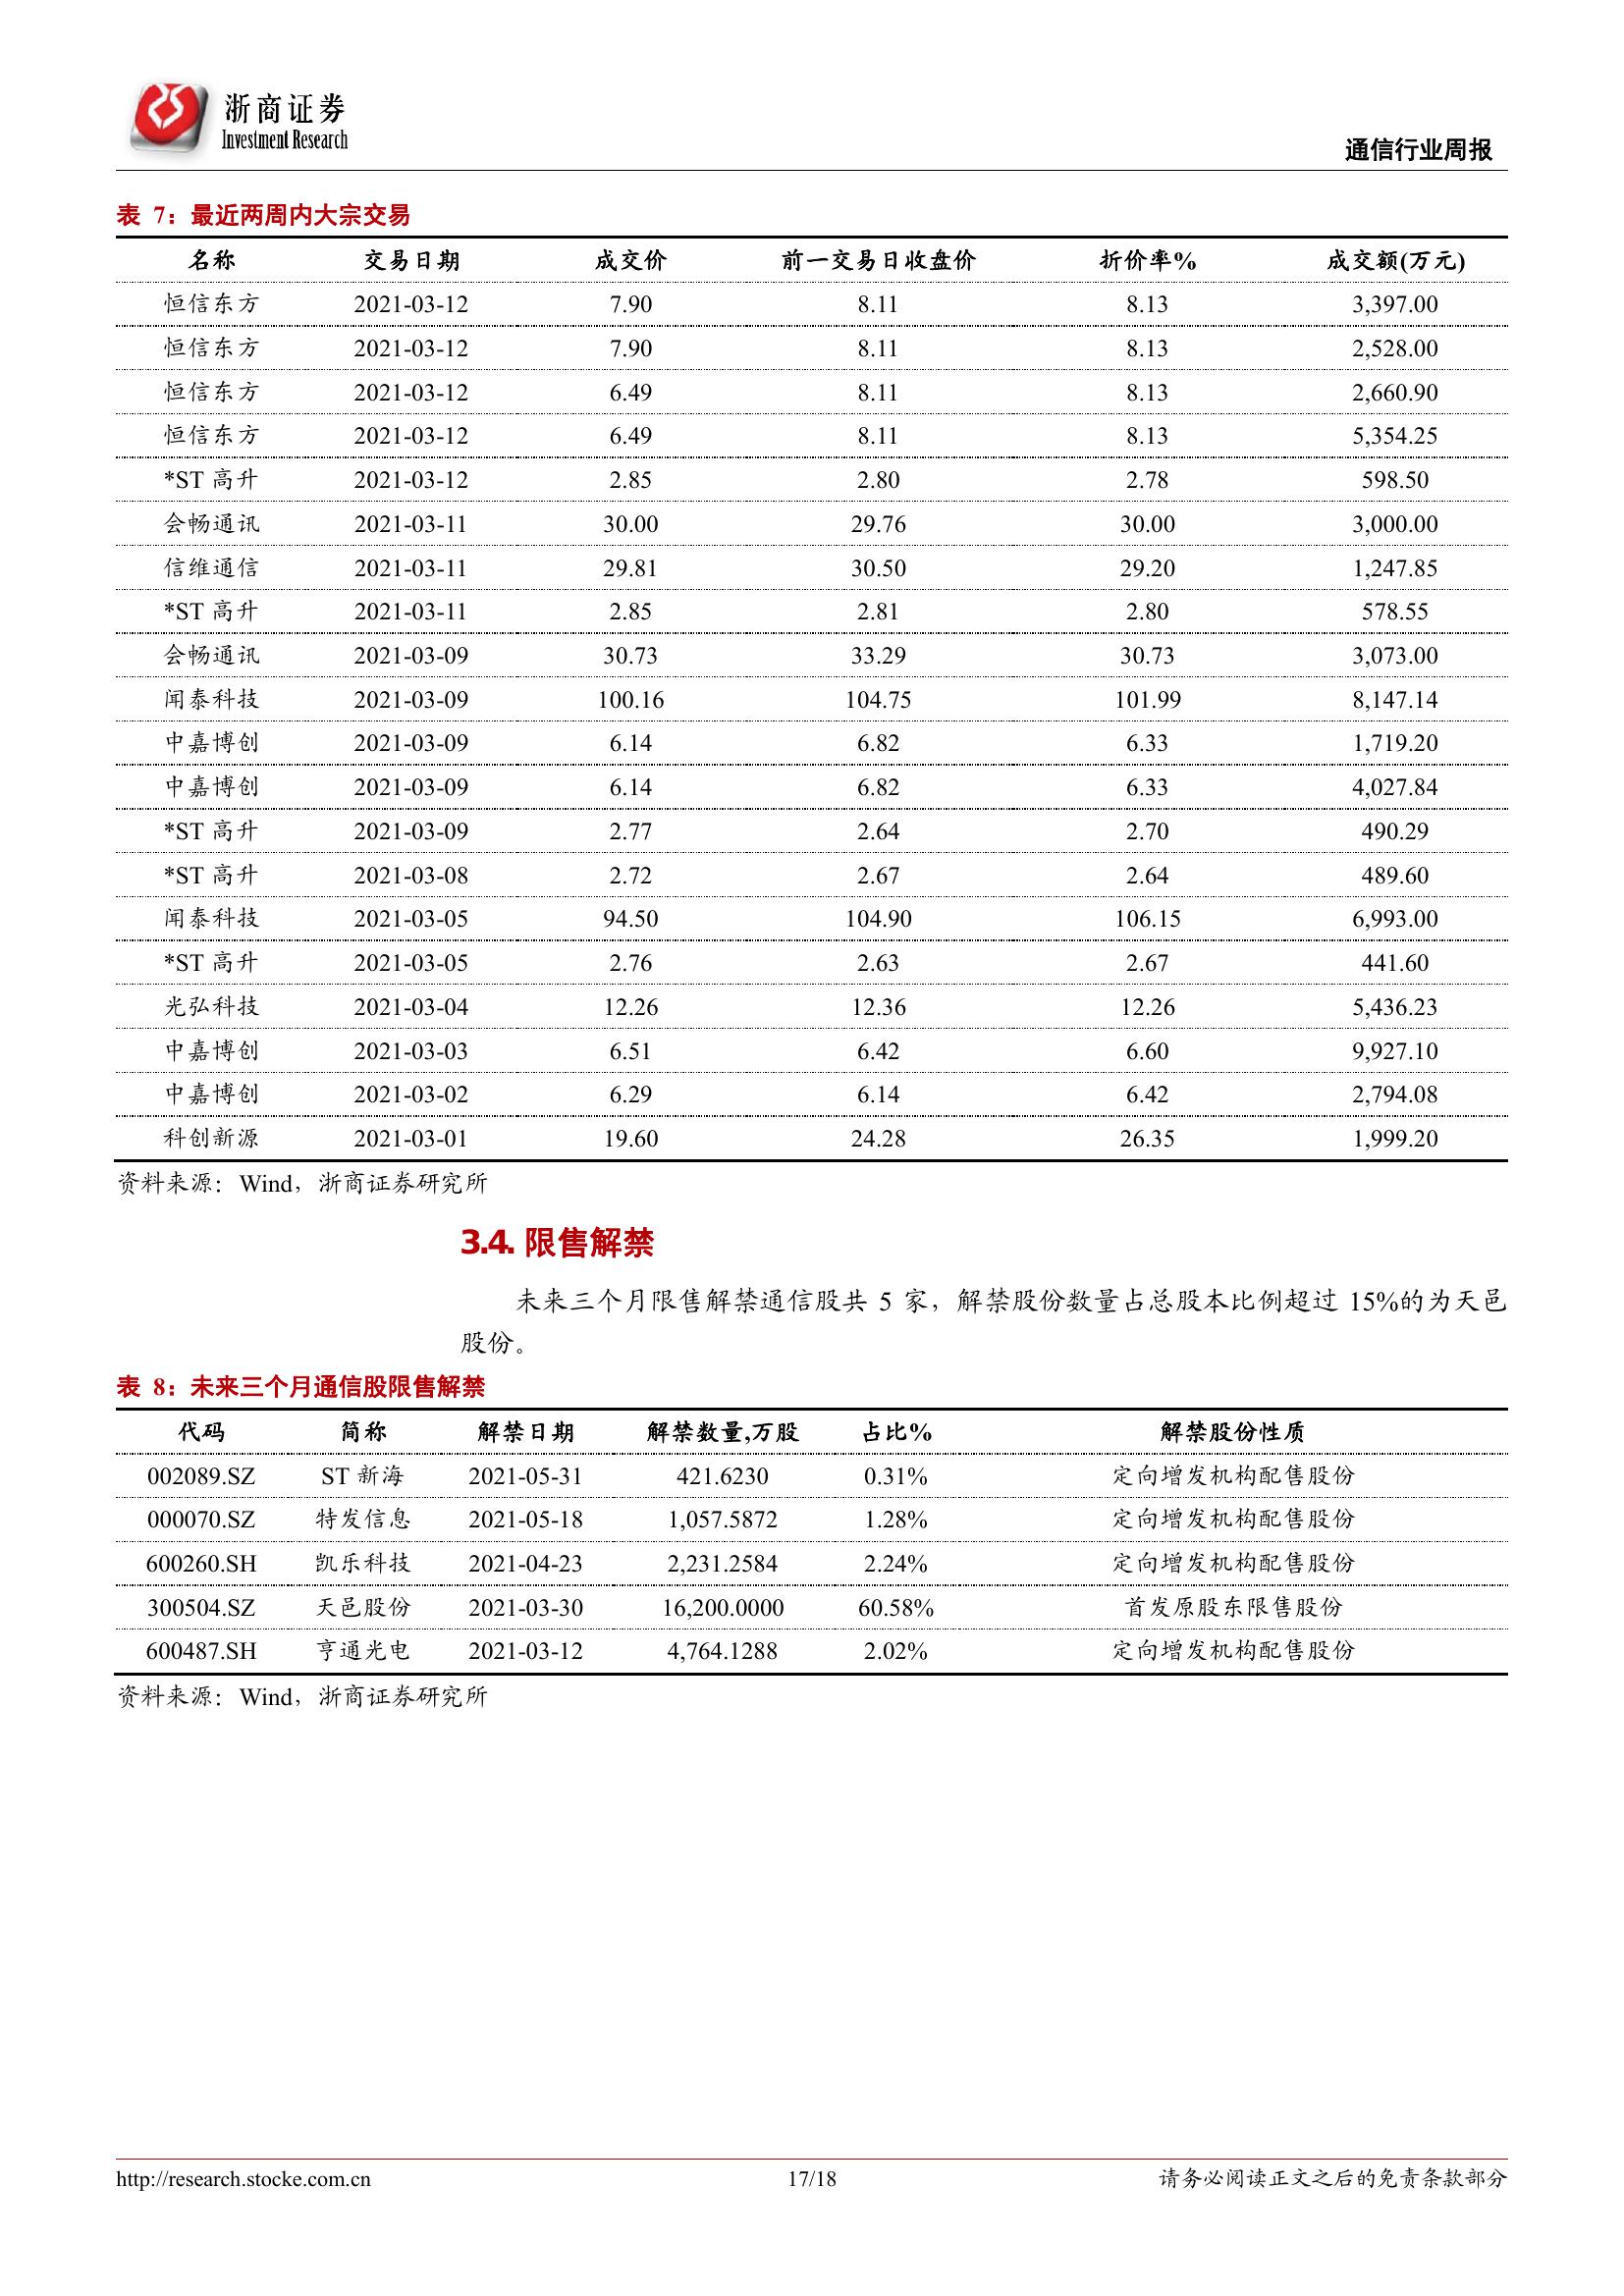 浙商证券
Investment Research
通信行业周报
表 7：最近两周内大宗交易
名称 交易日期 成交价 前一交易日收盘价 折价率% 成交额(万元)
恒信东方 2021-03-12 7.90 8.11 8.13 3,397.00
恒信东方 2021-03-12 7.90 8.11 8.13 2,528.00
恒信东方 2021-03-12 6.49 8.11 8.13 2,660.90
恒信东方 2021-03-12 6.49 8.11 8.13 5,354.25
*ST 高升 2021-03-12 2.85 2.80 2.78 598.50
会畅通讯 2021-03-11 30.00 29.76 30.00 3,000.00
信维通信 2021-03-11 29.81 30.50 29.20 1,247.85
*ST 高升 2021-03-11 2.85 2.81 2.80 578.55
会畅通讯 2021-03-09 30.73 33.29 30.73 3,073.00
闻泰科技 2021-03-09 100.16 104.75 101.99 8,147.14
中嘉博创 2021-03-09 6.14 6.82 6.33 1,719.20
中嘉博创 2021-03-09 6.14 6.82 6.33 4,027.84
*ST 高升 2021-03-09 2.77 2.64 2.70 490.29
*ST 高升 2021-03-08 2.72 2.67 2.64 489.60
闻泰科技 2021-03-05 94.50 104.90 106.15 6,993.00
*ST 高升 2021-03-05 2.76 2.63 2.67 441.60
光弘科技 2021-03-04 12.26 12.36 12.26 5,436.23
中嘉博创 2021-03-03 6.51 6.42 6.60 9,927.10
中嘉博创 2021-03-02 6.29 6.14 6.42 2,794.08
科创新源 2021-03-01 19.60 24.28 26.35 1,999.20
资料来源：Wind，浙商证券研究所
3.4. 限售解禁
未来三个月限售解禁通信股共 5 家，解禁股份数量占总股本比例超过 15%的为天邑
股份。
表 8：未来三个月通信股限售解禁
代码 简称 解禁日期 解禁数量,万股 占比% 解禁股份性质
002089.SZ ST 新海 2021-05-31 421.6230 0.31% 定向增发机构配售股份
000070.SZ 特发信息 2021-05-18 1,057.5872 1.28% 定向增发机构配售股份
600260.SH 凯乐科技 2021-04-23 2,231.2584 2.24% 定向增发机构配售股份
300504.SZ 天邑股份 2021-03-30 16,200.0000 60.58% 首发原股东限售股份
600487.SH 亨通光电 2021-03-12 4,764.1288 2.02% 定向增发机构配售股份
资料来源：Wind，浙商证券研究所
http://research.stocke.com.cn 17/18 请务必阅读正文之后的免责条款部分